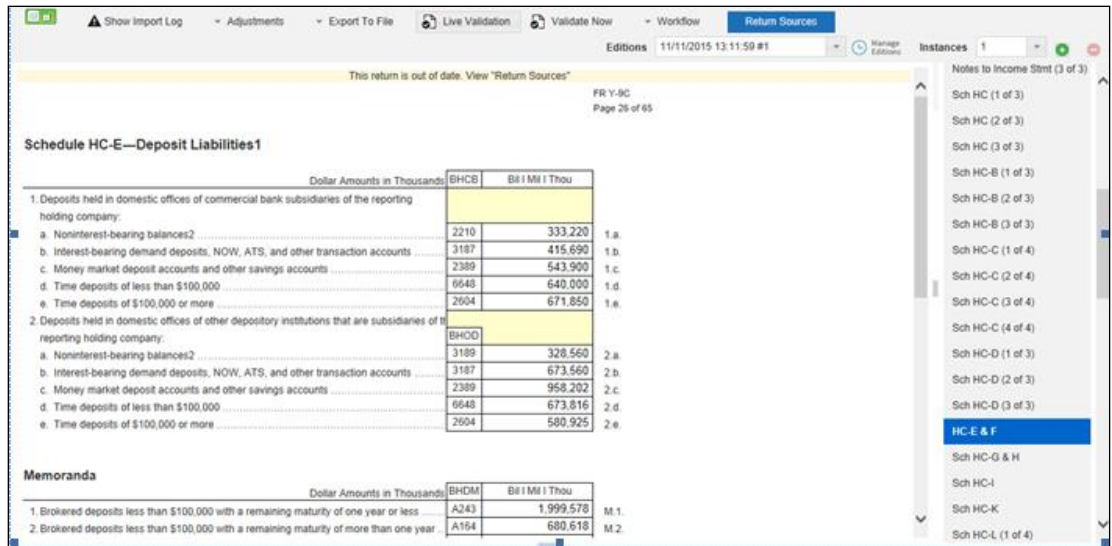 Show Import Log Adjustments Export To File Live Validation Validate Now Workflow Return Sources
Editions 11/11/2015 13:11:59 #1 Manage Editions Instances 1
This return is out of date. View "Return Sources"
FR Y-9C
Page 26 of 65
Schedule HC-E—Deposit Liabilities1
Dollar Amounts in Thousands BHCB Bil I Mil I Thou
1. Deposits held in domestic offices of commercial bank subsidiaries of the reporting
holding company:
a. Noninterest-bearing balances2 2210 333,220 1.a.
b. Interest-bearing demand deposits, NOW, ATS, and other transaction accounts 3187 415,690 1.b.
c. Money market deposit accounts and other savings accounts 2389 543,900 1.c.
d. Time deposits of less than $100,000 6648 640,000 1.d.
e. Time deposits of $100,000 or more 2604 671,850 1.e.
2. Deposits held in domestic offices of other depository institutions that are subsidiaries of
reporting holding company: BHOD
a. Noninterest-bearing balances2 3189 328,560 2.a.
b. Interest-bearing demand deposits, NOW, ATS, and other transaction accounts 3187 673,560 2.b.
c. Money market deposit accounts and other savings accounts 2389 958,202 2.c.
d. Time deposits of less than $100,000 6648 673,816 2.d.
e. Time deposits of $100,000 or more 2604 580,925 2.e.
Memoranda
Dollar Amounts in Thousands BHDM Bil I Mil I Thou
1. Brokered deposits less than $100,000 with a remaining maturity of one year or less A243 1,999,578 M.1.
2. Brokered deposits less than $100,000 with a remaining maturity of more than one year A164 680,618 M.2.
Notes to Income Stmt (3 of 3)
Sch HC (1 of 3)
Sch HC (2 of 3)
Sch HC (3 of 3)
Sch HC-B (1 of 3)
Sch HC-B (2 of 3)
Sch HC-B (3 of 3)
Sch HC-C (1 of 4)
Sch HC-C (2 of 4)
Sch HC-C (3 of 4)
Sch HC-C (4 of 4)
Sch HC-D (1 of 3)
Sch HC-D (2 of 3)
Sch HC-D (3 of 3)
HC-E & F
Sch HC-G & H
Sch HC-I
Sch HC-K
Sch HC-L (1 of 4)